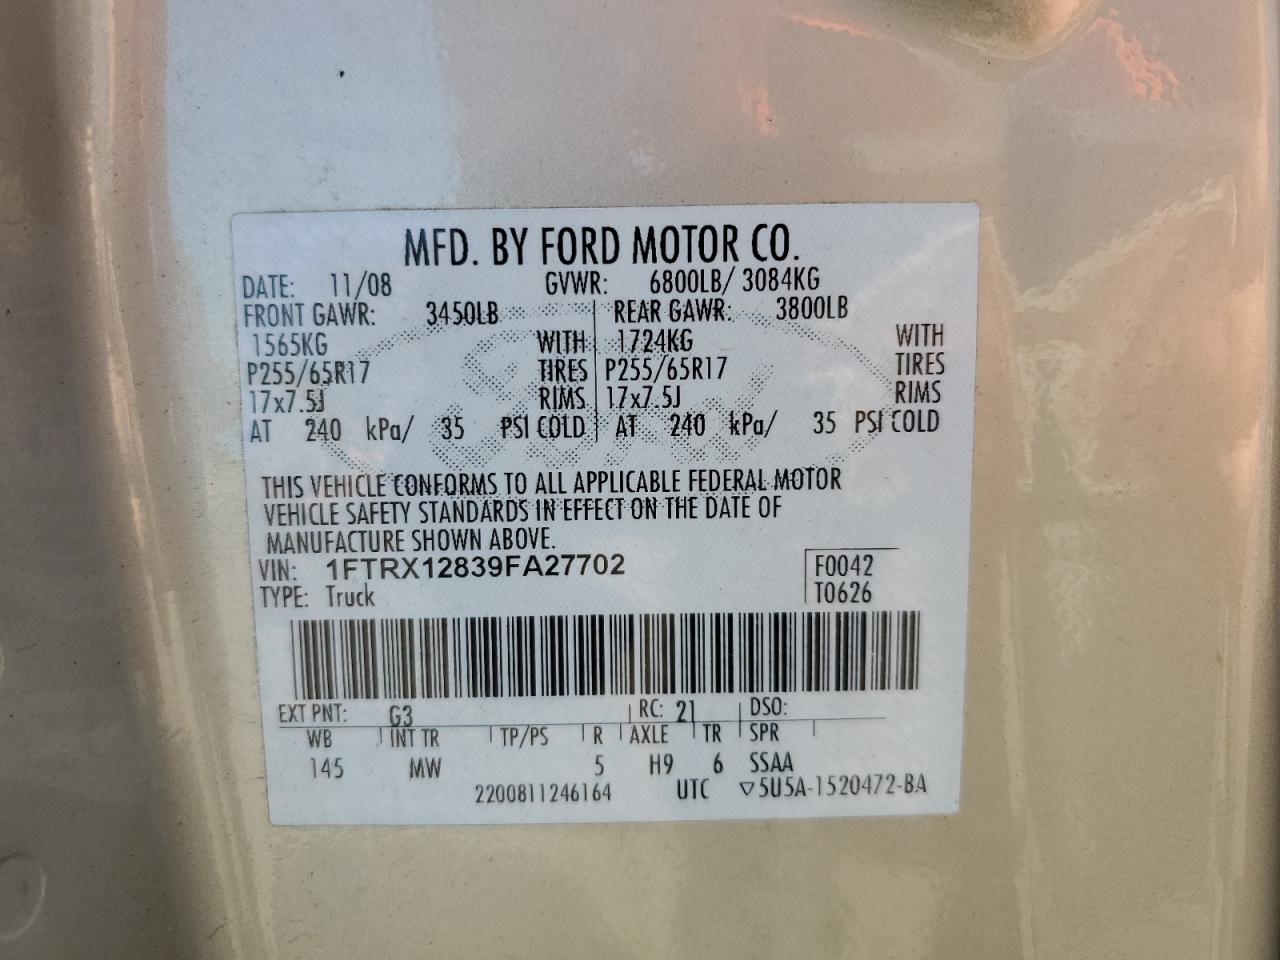 MFD. BY FORD MOTOR CO.
DATE: 11/08 GVWR: 6800LB/ 3084KG
FRONT GAWR: 3450LB REAR GAWR: 3800LB
1565KG WITH 1724KG WITH
P255/65R17 TIRES P255/65R17 TIRES
17x7.5J RIMS 17x7.5J RIMS
AT 240 kPa/ 35 PSI COLD AT 240 kPa/ 35 PSI COLD
THIS VEHICLE CONFORMS TO ALL APPLICABLE FEDERAL MOTOR
VEHICLE SAFETY STANDARDS IN EFFECT ON THE DATE OF
MANUFACTURE SHOWN ABOVE.
VIN: 1FTRX12839FA27702 F0042
TYPE: Truck T0626
EXT PNT: G3 RC: 21 DSO:
WB INT TR TP/PS R AXLE TR SPR
145 MW 5 H9 6 SSAA
2200811246164 UTC ▽5U5A-1520472-BA